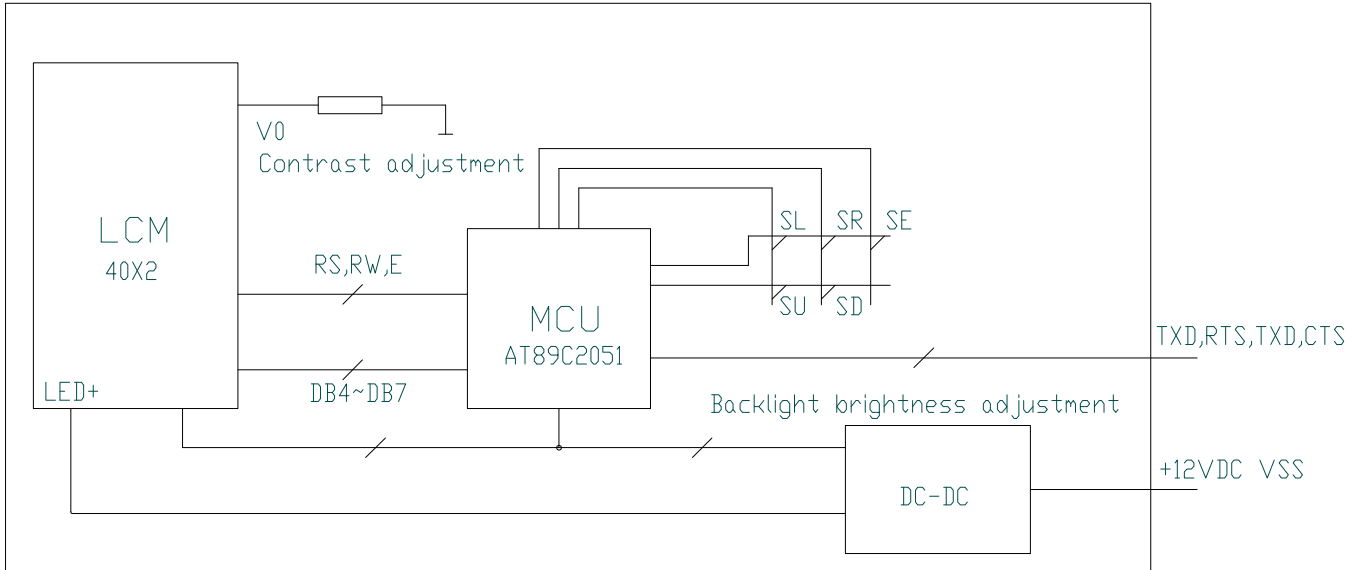 V0
Contrast adjustment
LCM
40X2
SL SR SE
RS,RW,E
SU SD
MCU
AT89C2051
TXD,RTS,TXD,CTS
LED+
DB4~DB7
Backlight brightness adjustment
+12VDC VSS
DC-DC